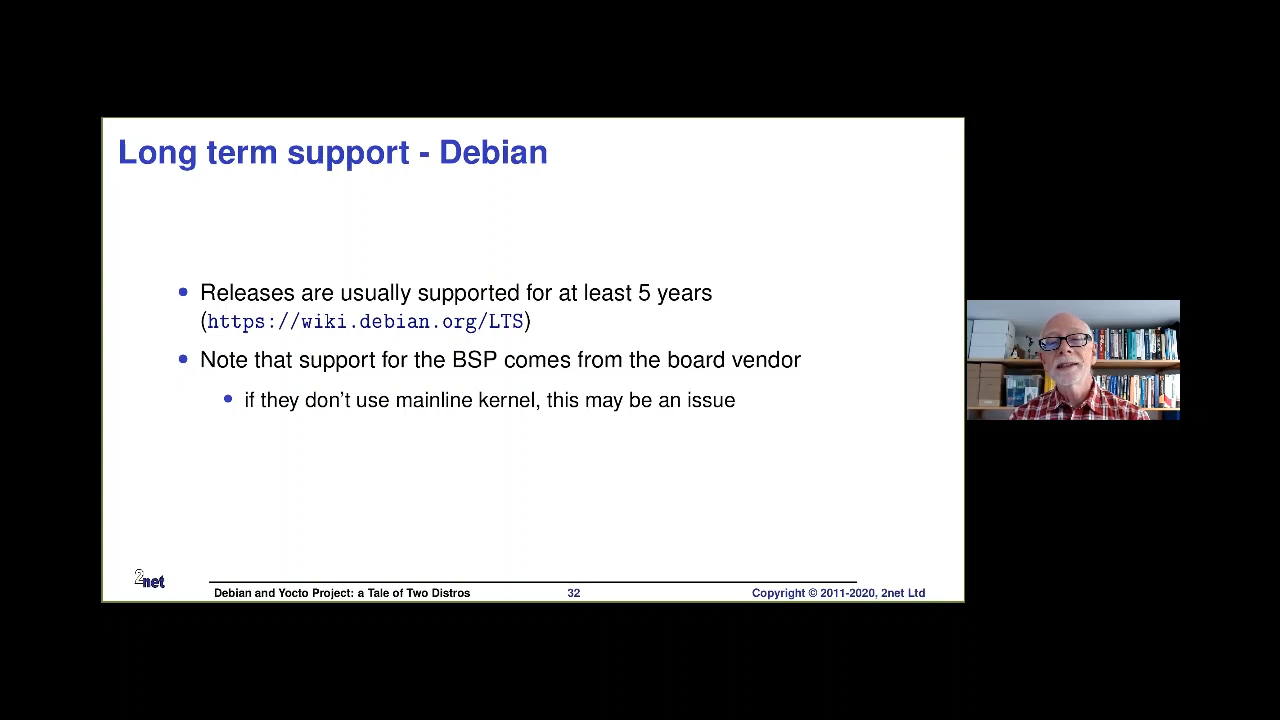 Long term support - Debian
Releases are usually supported for at least 5 years
(https://wiki.debian.org/LTS)
Note that support for the BSP comes from the board vendor
if they don't use mainline kernel, this may be an issue
2net
Debian and Yocto Project: a Tale of Two Distros 32 Copyright © 2011-2020, 2net Ltd